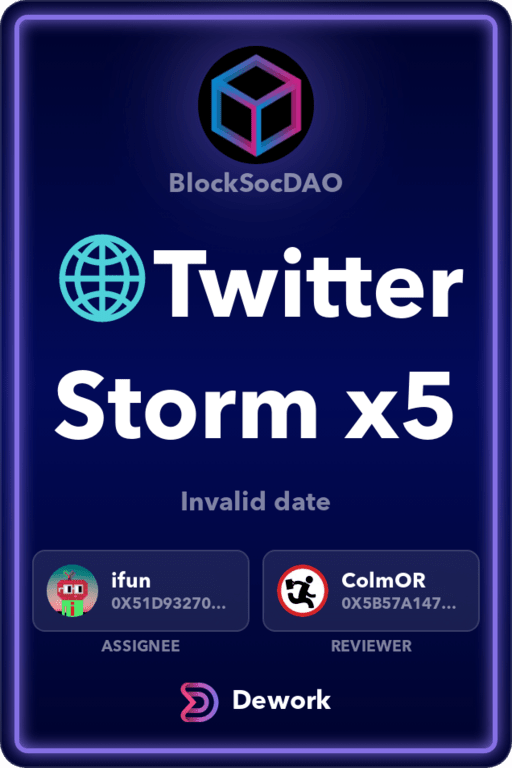 BlockSocDAO
Twitter
Storm x5
Invalid date
ifun
0X51D93270...
ASSIGNEE
ColmOR
0X5B57A147...
REVIEWER
Dework